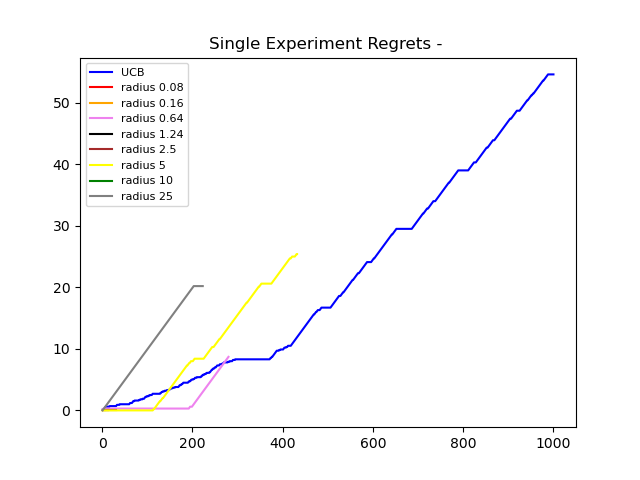 Single Experiment Regrets -
UCB
radius 0.08
radius 0.16
radius 0.64
radius 1.24
radius 2.5
radius 5
radius 10
radius 25
50
40
30
20
10
0
0 200 400 600 800 1000